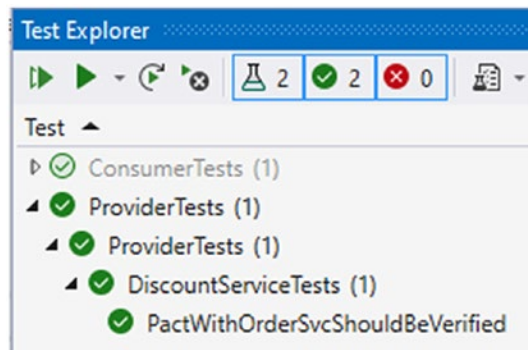 Test Explorer
2 2 0
Test
ConsumerTests (1)
ProviderTests (1)
ProviderTests (1)
DiscountServiceTests (1)
PactWithOrderSvcShouldBeVerified